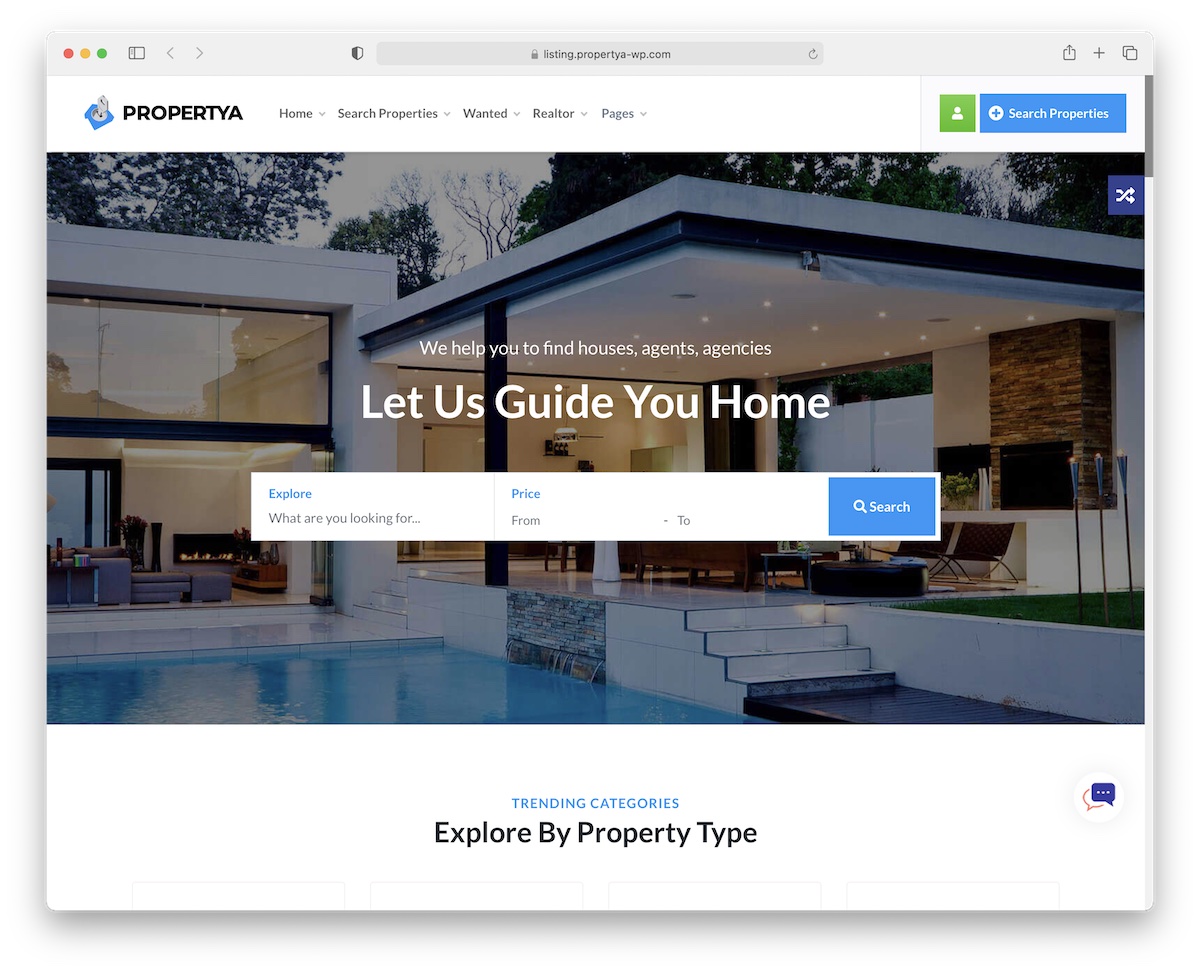 listing.propertya-wp.com
PROPERTYA
Home
Search Properties
Wanted
Realtor
Pages
Search Properties
We help you to find houses, agents, agencies
Let Us Guide You Home
Explore
What are you looking for...
Price
From - To
Search
TRENDING CATEGORIES
Explore By Property Type